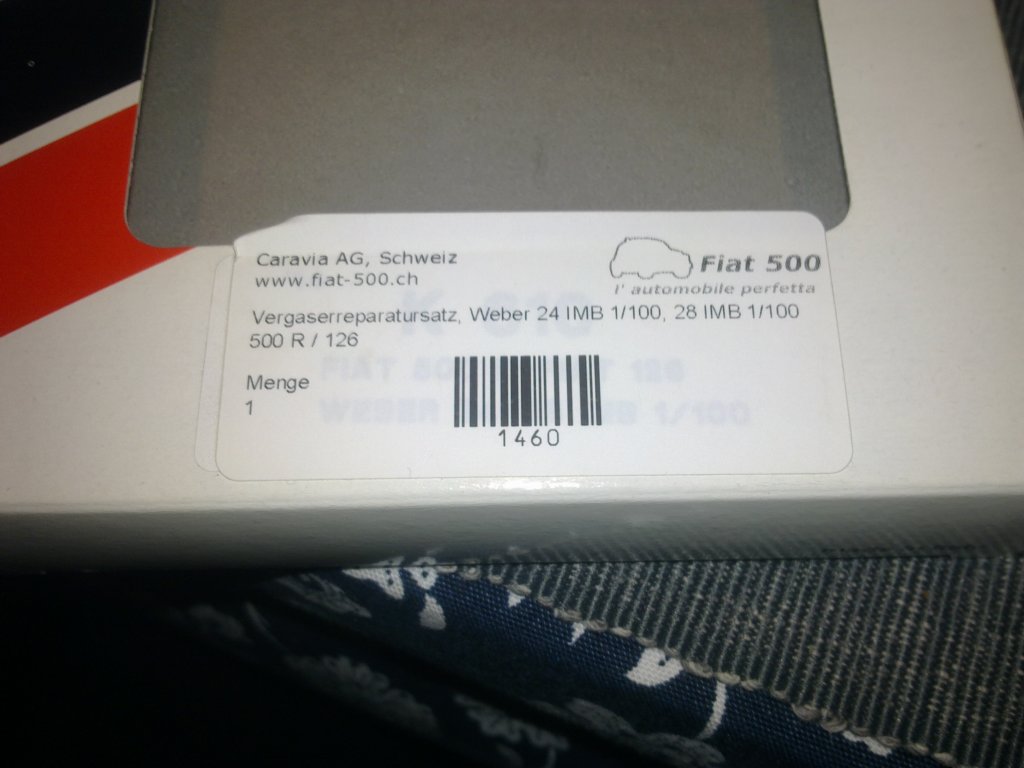 Caravia AG, Schweiz
www.fiat-500.ch
Fiat 500
l' automobile perfetta
Vergaserreparatursatz, Weber 24 IMB 1/100, 28 IMB 1/100
500 R / 126
Menge
1
1460